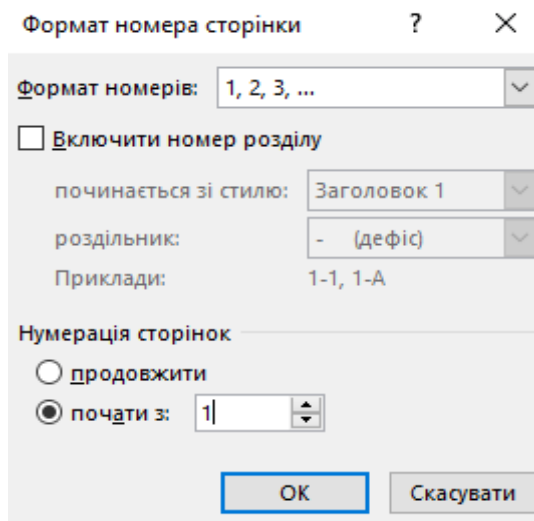 Формат номера сторінки ? ×
Формат номерів: 1, 2, 3, ...
Включити номер розділу
починається зі стилю: Заголовок 1
роздільник: - (дефіс)
Приклади: 1-1, 1-A
Нумерація сторінок
продовжити
почати з: 1
ОК Скасувати